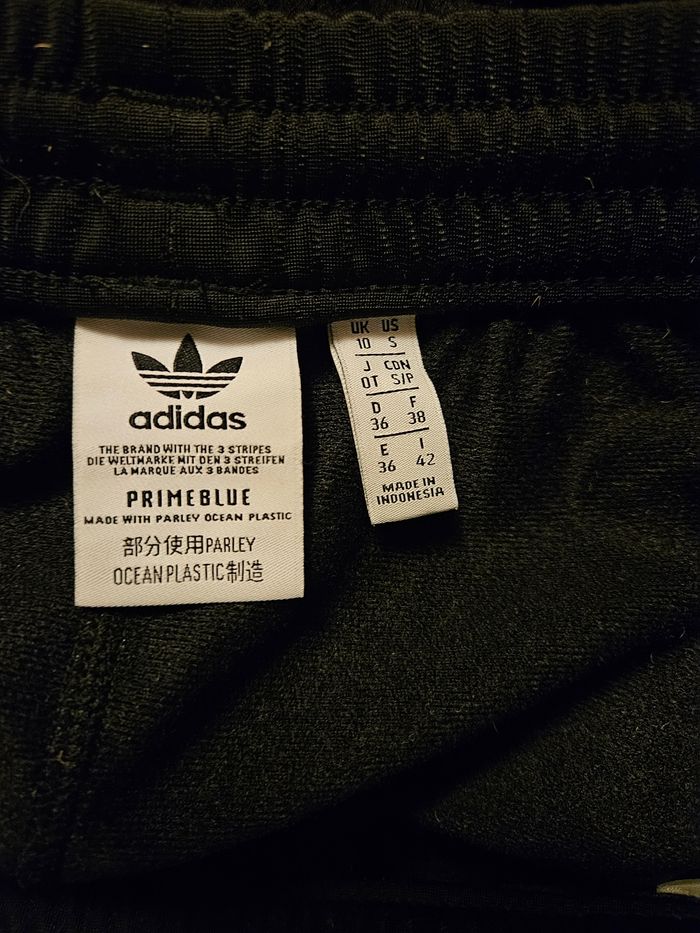 adidas
THE BRAND WITH THE 3 STRIPES
DIE WELTMARKE MIT DEN 3 STREIFEN
LA MARQUE AUX 3 BANDES
PRIMEBLUE
MADE WITH PARLEY OCEAN PLASTIC
部分使用PARLEY
OCEAN PLASTIC制造
UK US
10 S
J CDN
OT S/P
D F
36 38
E I
36 42
MADE IN
INDONESIA